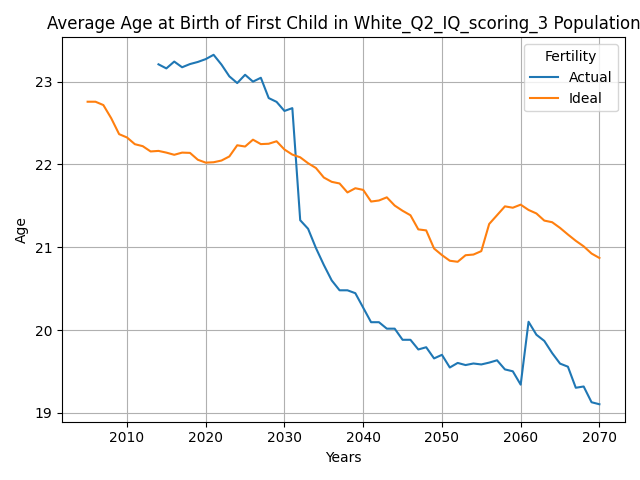 Average Age at Birth of First Child in White_Q2_IQ_scoring_3 Population
Fertility
Actual
Ideal
Age
23
22
21
20
19
2010 2020 2030 2040 2050 2060 2070
Years